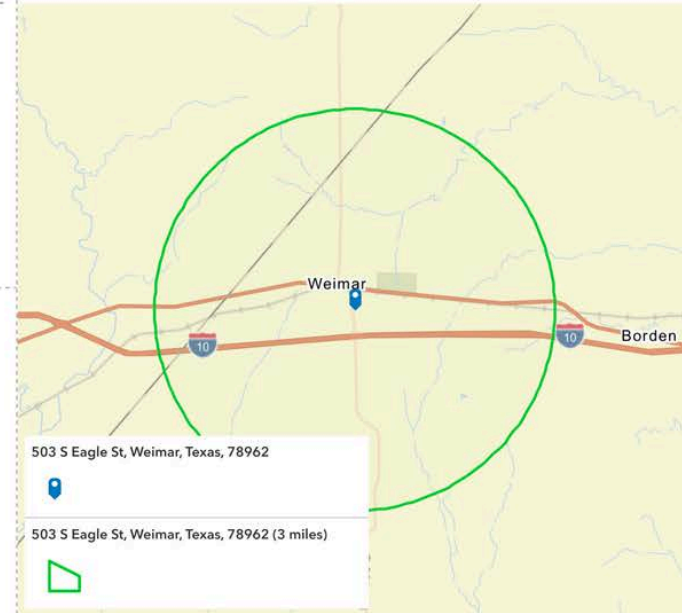 Weimar
10
10
Borden
503 S Eagle St, Weimar, Texas, 78962
503 S Eagle St, Weimar, Texas, 78962 (3 miles)